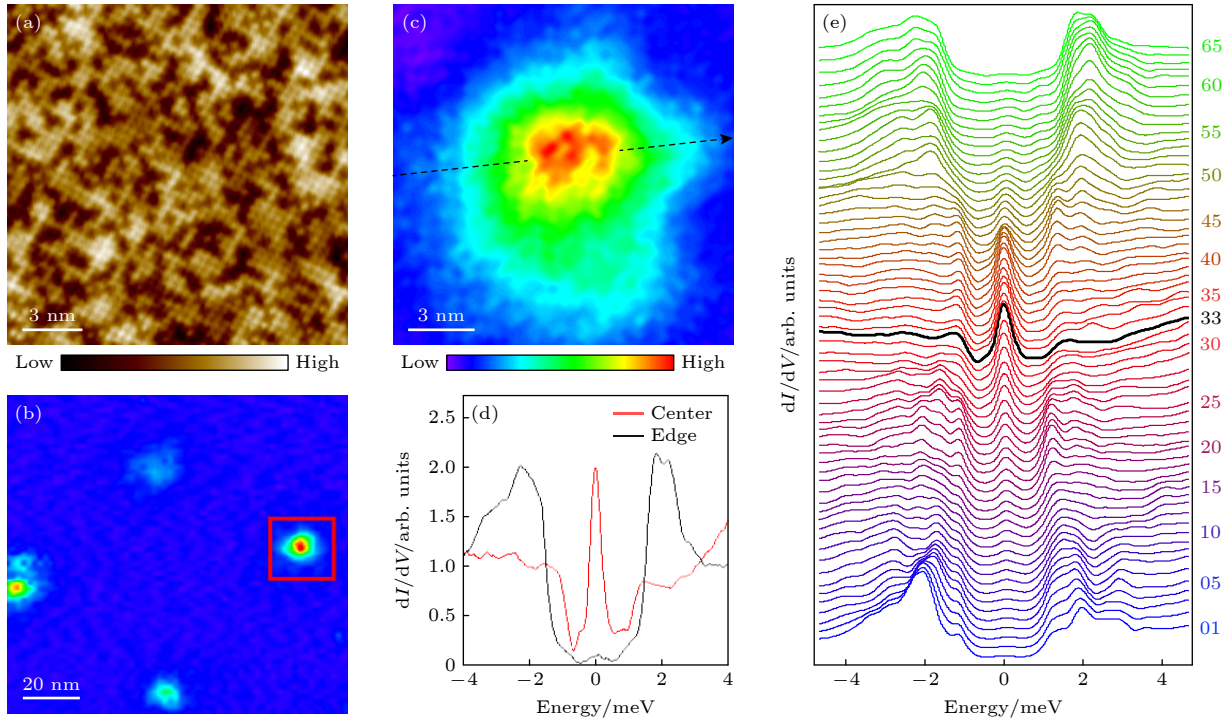 (a)
3 nm
Low
High
(b)
20 nm
(c)
3 nm
Low
High
(d)
Center
Edge
2.5
2.0
1.5
1.0
0.5
0
dI/dV/arb. units
−4
−2
0
2
4
Energy/meV
(e)
dI/dV/arb. units
65
60
55
50
45
40
35
33
30
25
20
15
10
05
01
−4
−2
0
2
4
Energy/meV